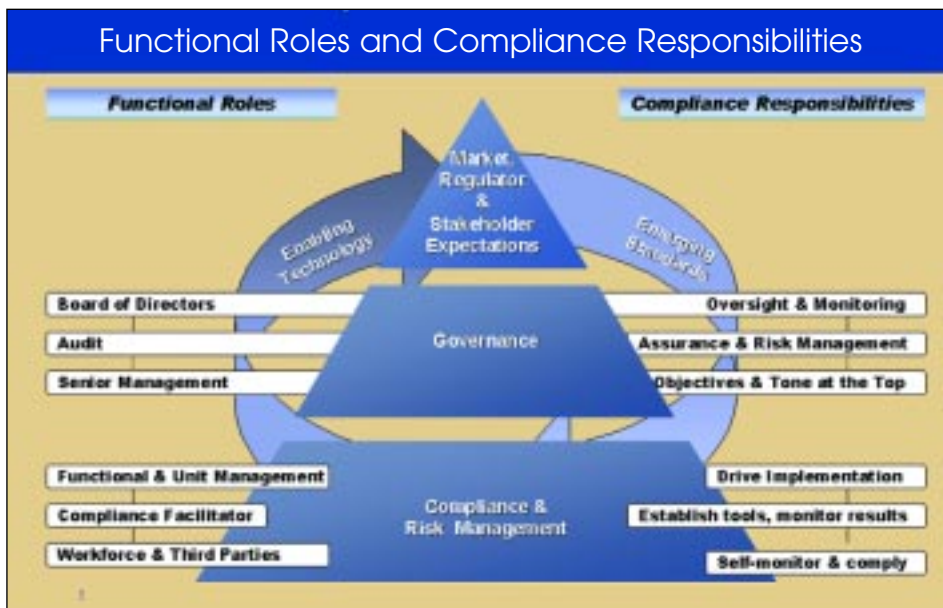 Functional Roles and Compliance Responsibilities
Functional Roles
Compliance Responsibilities
Market,
Regulator
&
Stakeholder
Expectations
Enabling
Technology
Emerging
Standards
Board of Directors
Oversight & Monitoring
Audit
Governance
Assurance & Risk Management
Senior Management
Objectives & Tone at the Top
Functional & Unit Management
Drive Implementation
Compliance Facilitator
Compliance &
Risk Management
Establish tools, monitor results
Workforce & Third Parties
Self-monitor & comply